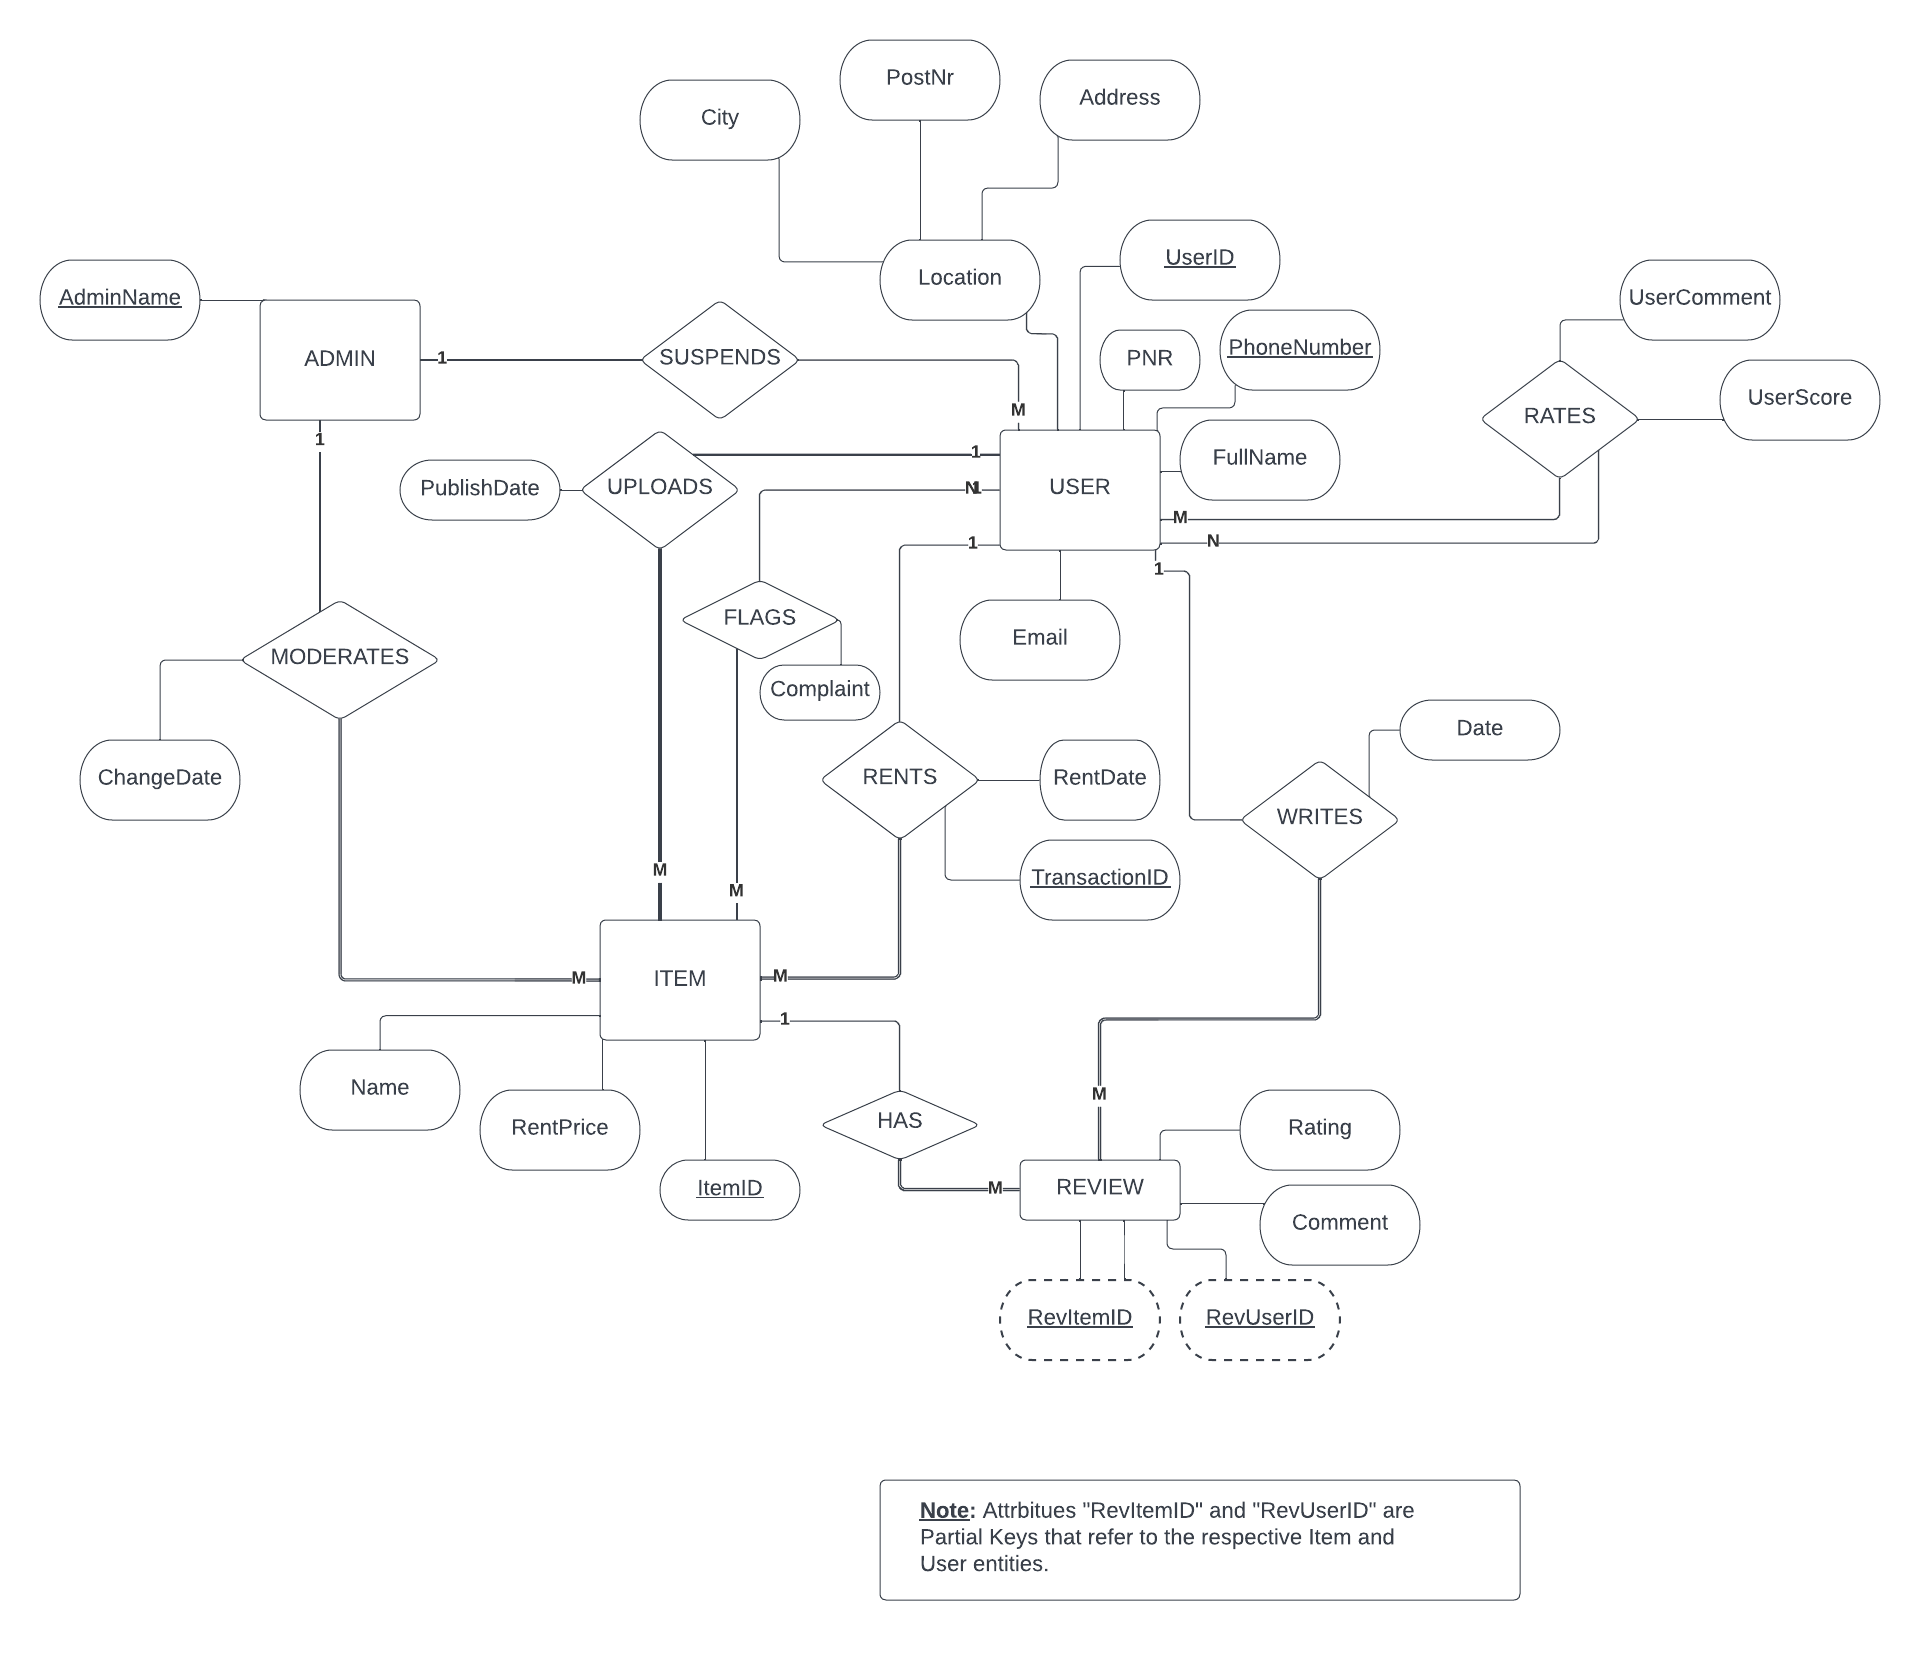 PostNr
Address
City
UserID
Location
AdminName
UserComment
PhoneNumber
ADMIN
1
SUSPENDS
PNR
UserScore
M
RATES
1
1
FullName
PublishDate
UPLOADS
N1
USER
M
1
N
1
FLAGS
Email
MODERATES
Complaint
Date
ChangeDate
RENTS
RentDate
WRITES
M
M
TransactionID
M
ITEM
M
1
Name
RentPrice
HAS
M
Rating
ItemID
M
REVIEW
Comment
RevItemID
RevUserID
Note: Attrbitues "RevItemID" and "RevUserID" are
Partial Keys that refer to the respective Item and
User entities.